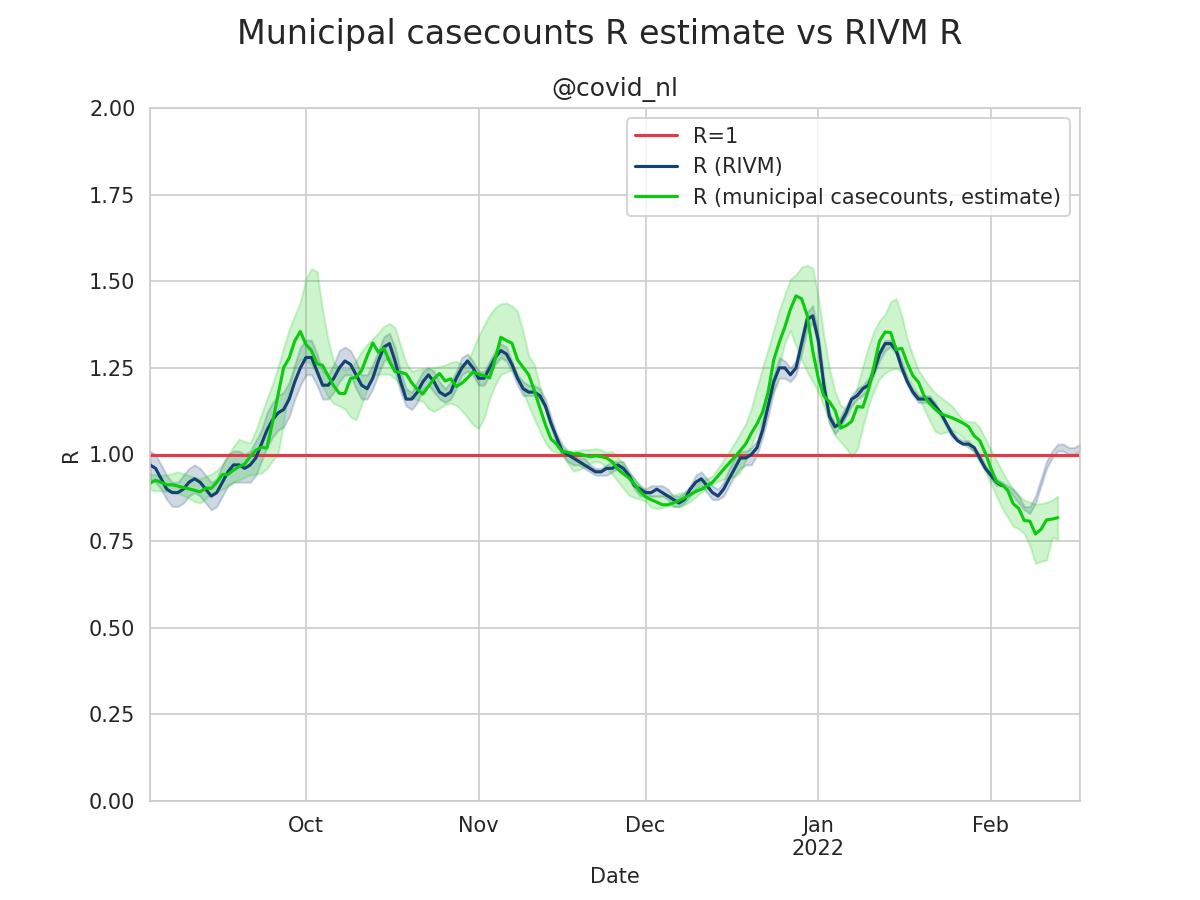 Municipal casecounts R estimate vs RIVM R
@covid_nl
2.00
1.75
1.50
1.25
1.00
0.75
0.50
0.25
0.00
R
R=1
R (RIVM)
R (municipal casecounts, estimate)
Oct
Nov
Dec
Jan
2022
Feb
Date